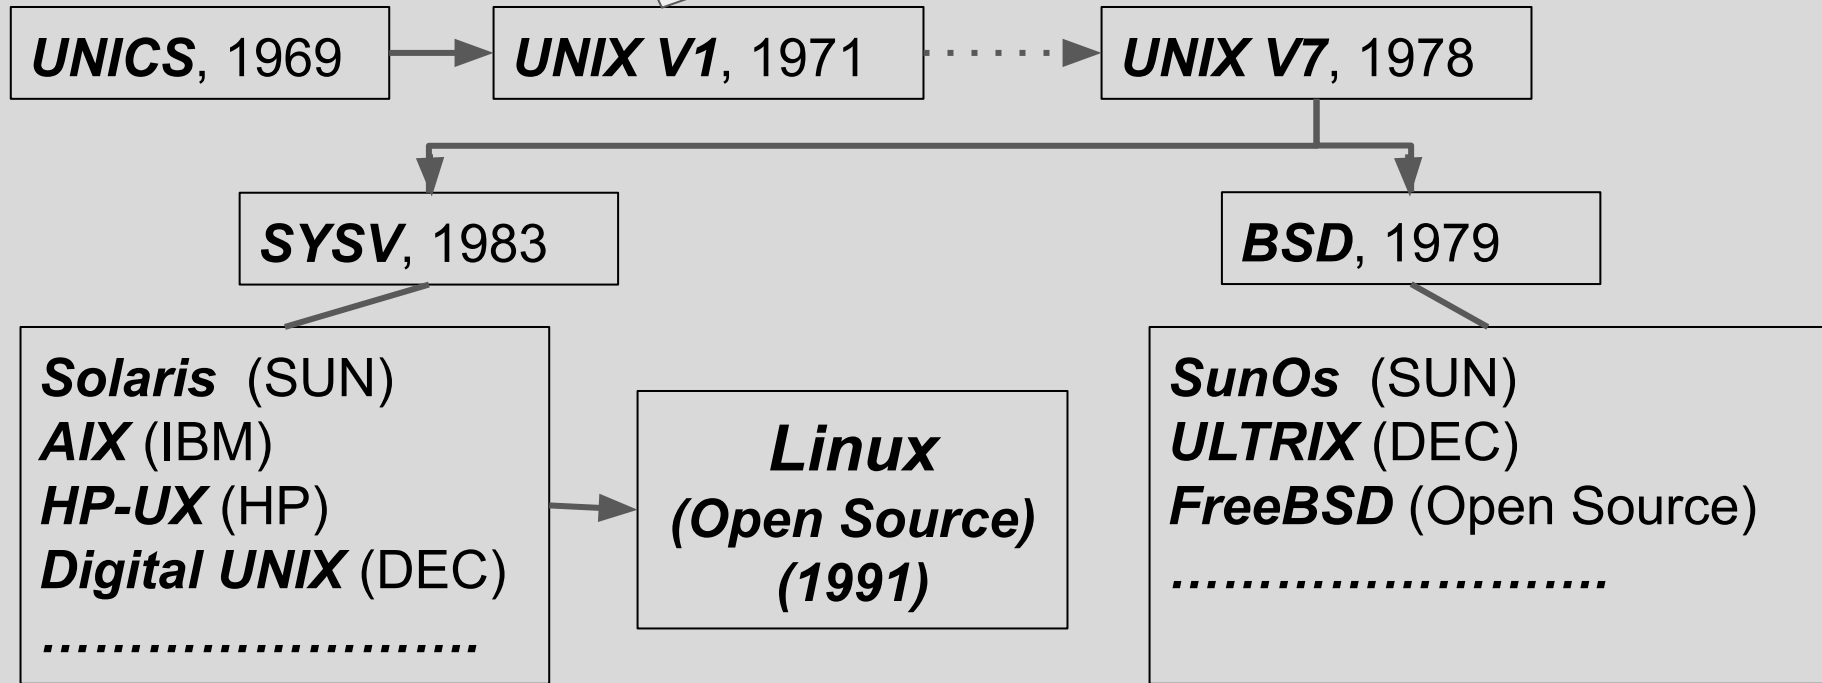 UNICS, 1969
UNIX V1, 1971
UNIX V7, 1978
SYSV, 1983
BSD, 1979
Solaris (SUN)
AIX (IBM)
HP-UX (HP)
Digital UNIX (DEC)
……………………..
Linux
(Open Source)
(1991)
SunOs (SUN)
ULTRIX (DEC)
FreeBSD (Open Source)
……………………..